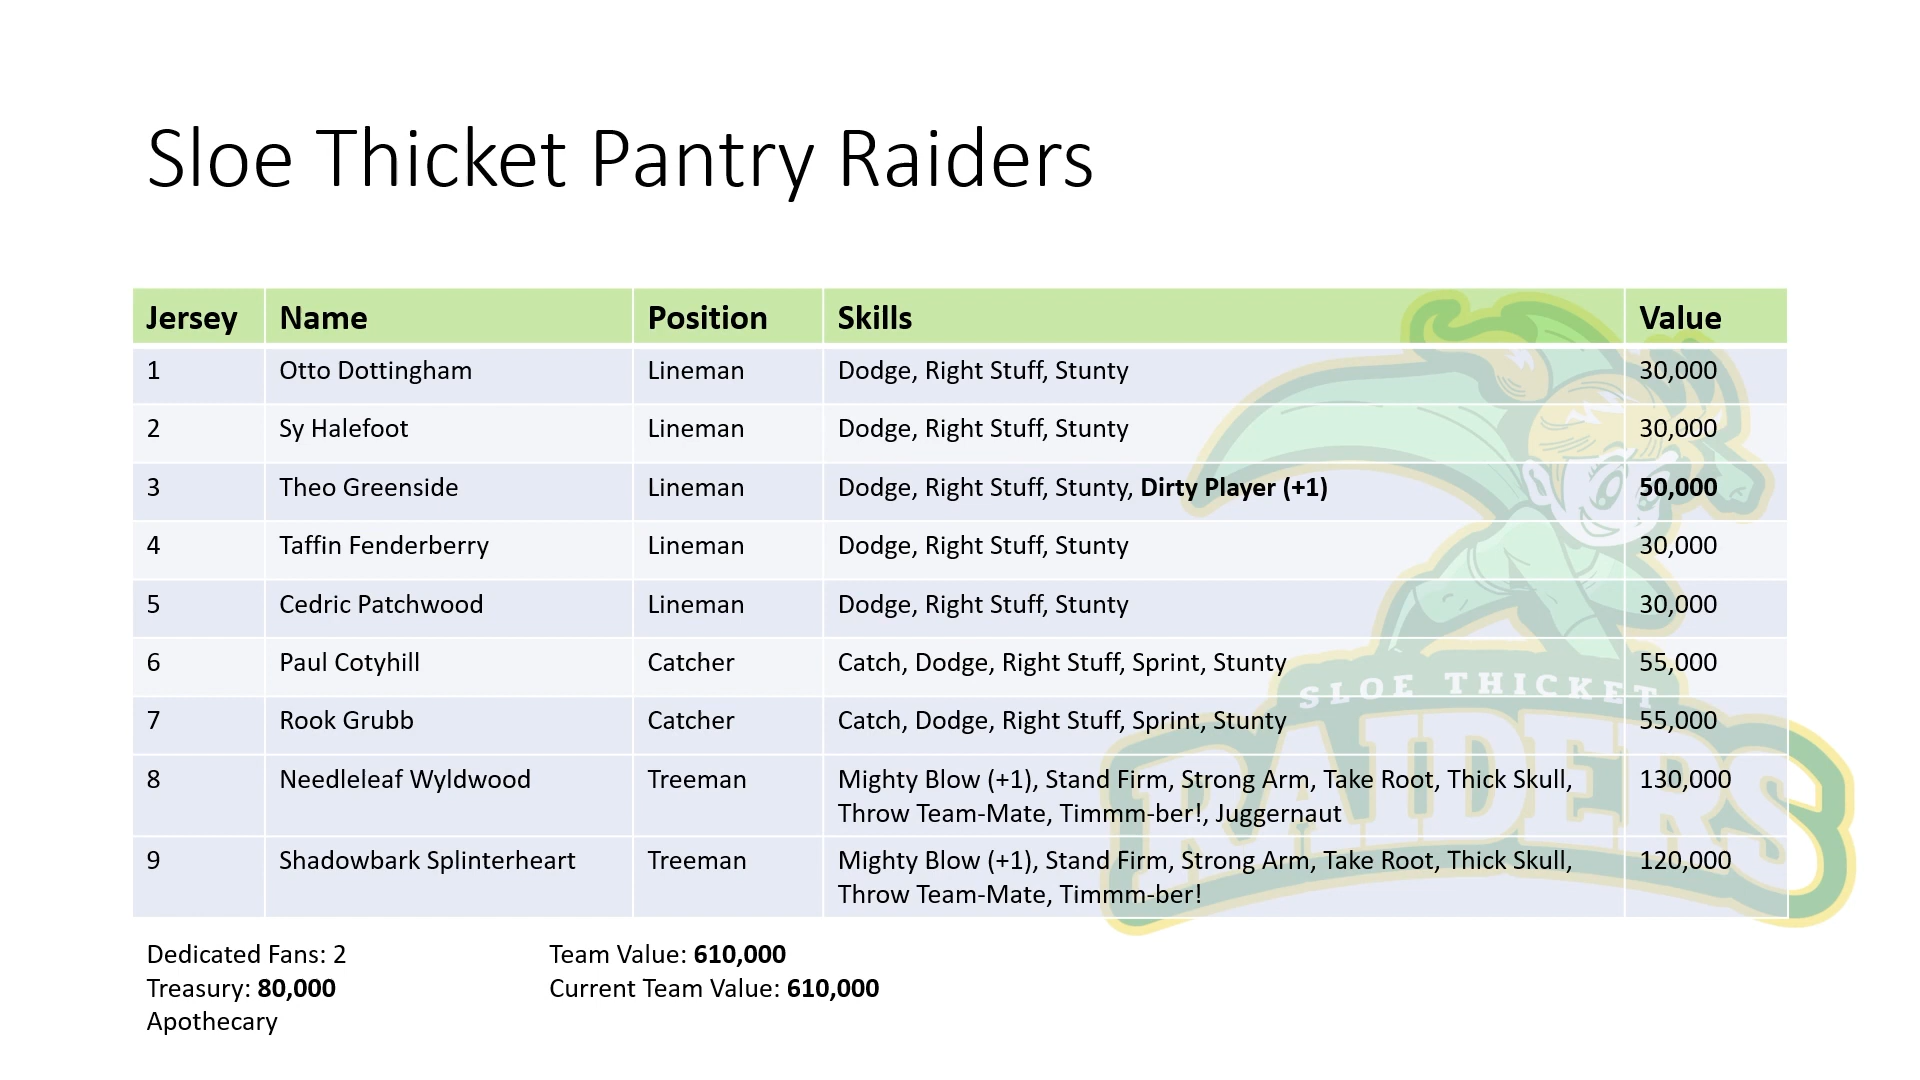 Sloe Thicket Pantry Raiders
Jersey Name Position Skills Value
1 Otto Dottingham Lineman Dodge, Right Stuff, Stunty 30,000
2 Sy Halefoot Lineman Dodge, Right Stuff, Stunty 30,000
3 Theo Greenside Lineman Dodge, Right Stuff, Stunty, Dirty Player (+1) 50,000
4 Taffin Fenderberry Lineman Dodge, Right Stuff, Stunty 30,000
5 Cedric Patchwood Lineman Dodge, Right Stuff, Stunty 30,000
6 Paul Cotyhill Catcher Catch, Dodge, Right Stuff, Sprint, Stunty 55,000
7 Rook Grubb Catcher Catch, Dodge, Right Stuff, Sprint, Stunty 55,000
8 Needleleaf Wyldwood Treeman Mighty Blow (+1), Stand Firm, Strong Arm, Take Root, Thick Skull, 130,000
Throw Team-Mate, Timmm-ber!, Juggernaut
9 Shadowbark Splinterheart Treeman Mighty Blow (+1), Stand Firm, Strong Arm, Take Root, Thick Skull, 120,000
Throw Team-Mate, Timmm-ber!
SLOE THICKET
RAIDERS
Dedicated Fans: 2 Team Value: 610,000
Treasury: 80,000 Current Team Value: 610,000
Apothecary